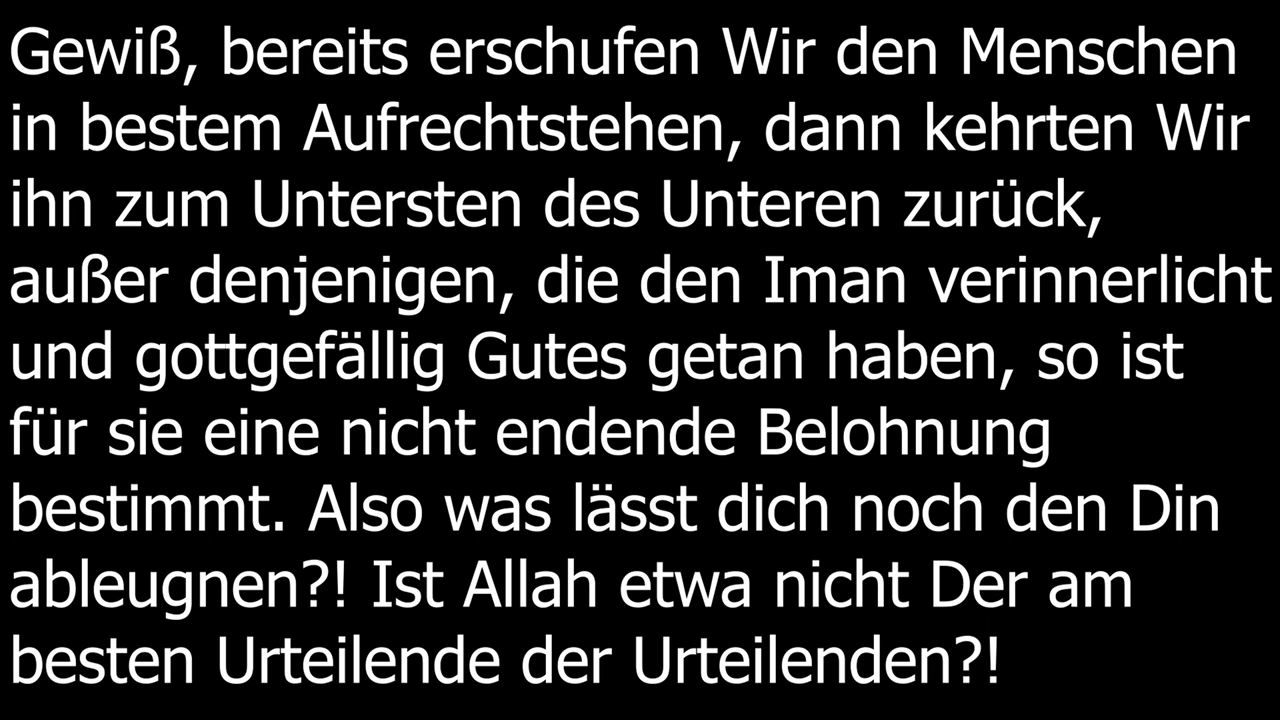 Gewiß, bereits erschufen Wir den Menschen
in bestem Aufrechtstehen, dann kehrten Wir
ihn zum Untersten des Unteren zurück,
außer denjenigen, die den Iman verinnerlicht
und gottgefällig Gutes getan haben, so ist
für sie eine nicht endende Belohnung
bestimmt. Also was lässt dich noch den Din
ableugnen?! Ist Allah etwa nicht Der am
besten Urteilende der Urteilenden?!